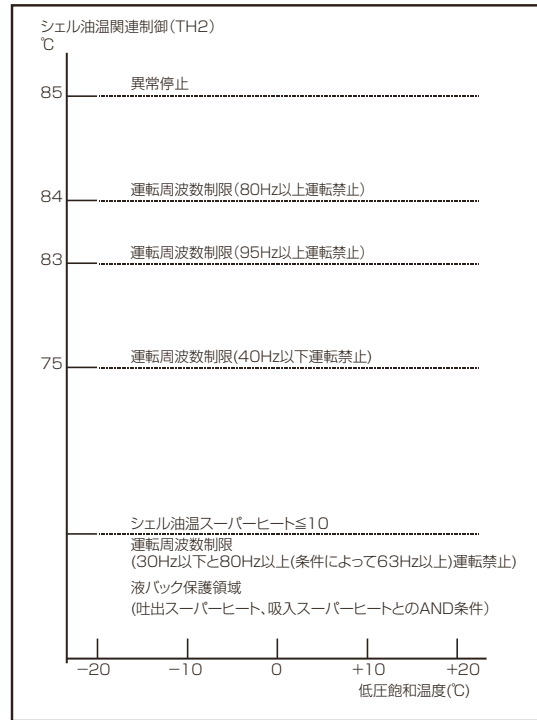 シェル油温関連制御(TH2)
℃
85
異常停止
84
運転周波数制限(80Hz以上運転禁止)
83
運転周波数制限(95Hz以上運転禁止)
75
運転周波数制限(40Hz以下運転禁止)
シェル油温スーパーヒート≦10
運転周波数制限
(30Hz以下と80Hz以上(条件によって63Hz以上)運転禁止)
液バック保護領域
(吐出スーパーヒート、吸入スーパーヒートとのAND条件)
−20 −10 0 +10 +20
低圧飽和温度(℃)